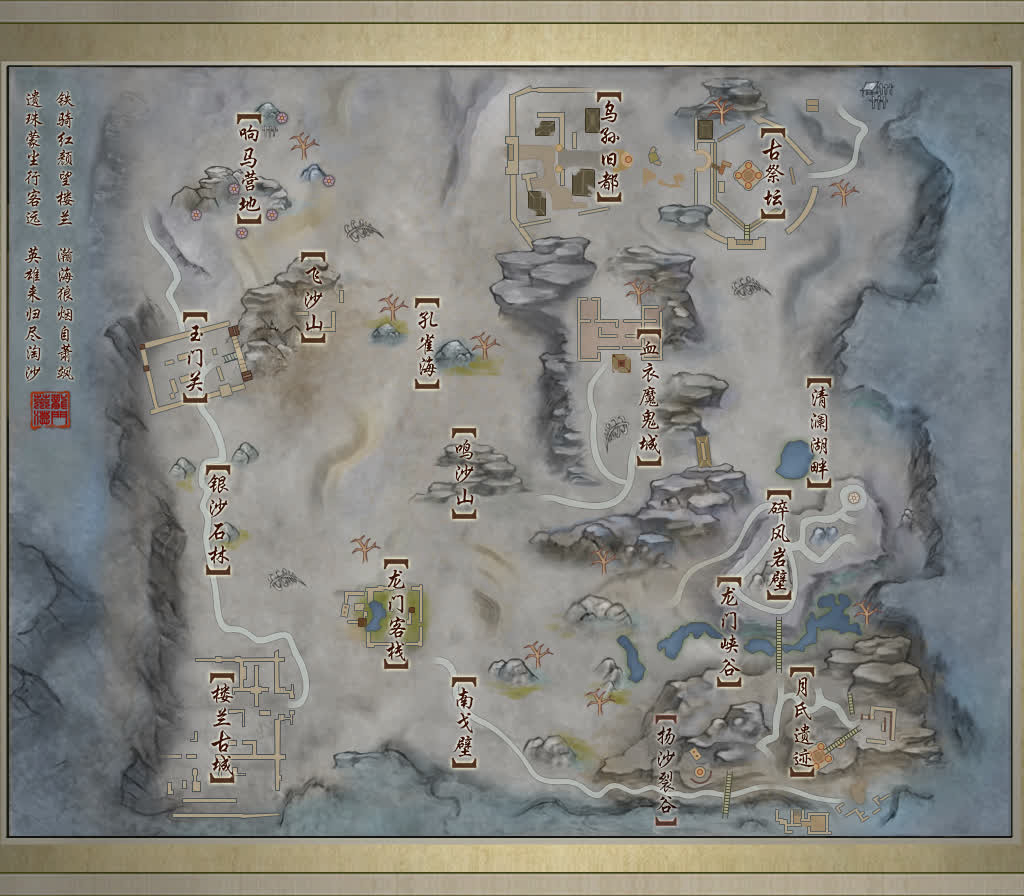 铁骑红颜望楼兰 瀚海狼烟自萧飒
遗珠蒙尘行客远 英雄来归尽淘沙
龙门荒漠
【响马营地】
【乌孙旧都】
【古祭坛】
【飞沙山】
【玉门关】
【孔雀海】
【血衣魔鬼城】
【清澜湖畔】
【鸣沙山】
【银沙石林】
【碎风岩壁】
【龙门客栈】
【龙门峡谷】
【楼兰古城】
【南戈壁】
【月氏遗迹】
【扬沙裂谷】